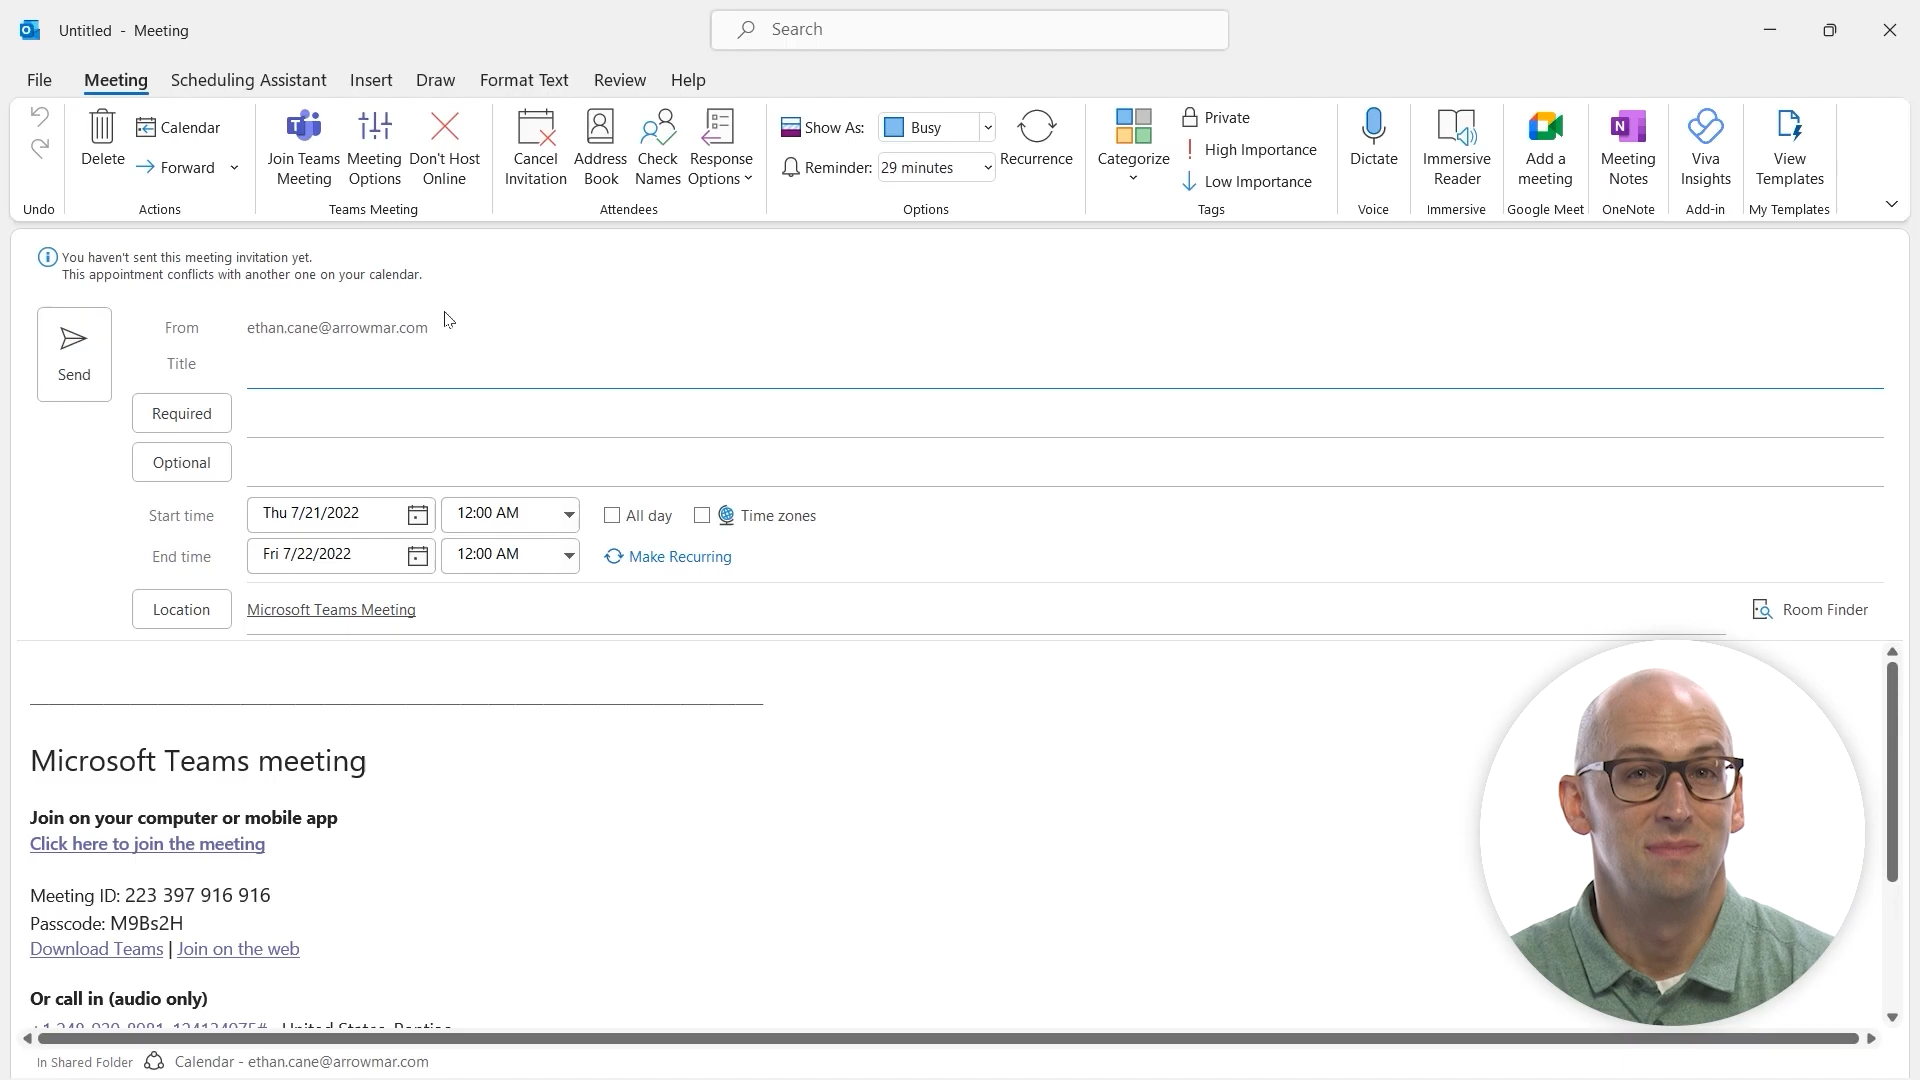 Untitled - Meeting
Search
File Meeting Scheduling Assistant Insert Draw Format Text Review Help
Undo
Delete
Calendar
Forward
Actions
Join Teams Meeting
Meeting Options
Don't Host Online
Teams Meeting
Cancel Invitation
Address Book
Check Names
Response Options
Attendees
Show As: Busy
Reminder: 29 minutes
Recurrence
Options
Categorize
Private
High Importance
Low Importance
Tags
Dictate
Voice
Immersive Reader
Immersive
Add a meeting
Google Meet
Meeting Notes
OneNote
Viva Insights
Add-in
View Templates
My Templates
You haven't sent this meeting invitation yet.
This appointment conflicts with another one on your calendar.
Send
From ethan.cane@arrowmar.com
Title
Required
Optional
Start time Thu 7/21/2022 12:00 AM All day Time zones
End time Fri 7/22/2022 12:00 AM Make Recurring
Location Microsoft Teams Meeting Room Finder
Microsoft Teams meeting
Join on your computer or mobile app
Click here to join the meeting
Meeting ID: 223 397 916 916
Passcode: M9Bs2H
Download Teams | Join on the web
Or call in (audio only)
In Shared Folder Calendar - ethan.cane@arrowmar.com